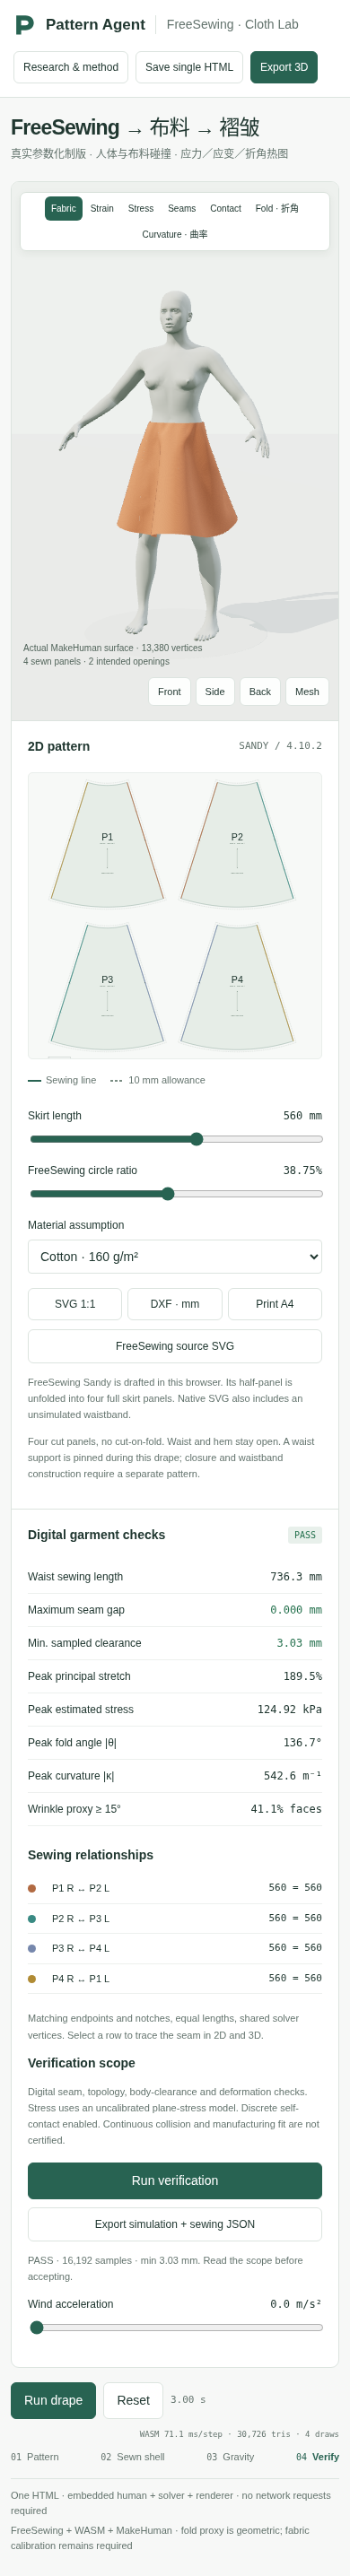 Pattern Agent
FreeSewing · Cloth Lab
Research & method
Save single HTML
Export 3D
FreeSewing → 布料 → 褶皱
真实参数化制版 · 人体与布料碰撞 · 应力／应变／折角热图
Fabric
Strain
Stress
Seams
Contact
Fold · 折角
Curvature · 曲率
Actual MakeHuman surface · 13,380 vertices
4 sewn panels · 2 intended openings
Front
Side
Back
Mesh
2D pattern
SANDY / 4.10.2
P1
P2
P3
P4
Sewing line
10 mm allowance
Skirt length
560 mm
FreeSewing circle ratio
38.75%
Material assumption
Cotton · 160 g/m²
SVG 1:1
DXF · mm
Print A4
FreeSewing source SVG
FreeSewing Sandy is drafted in this browser. Its half-panel is
unfolded into four full skirt panels. Native SVG also includes an
unsimulated waistband.
Four cut panels, no cut-on-fold. Waist and hem stay open. A waist
support is pinned during this drape; closure and waistband
construction require a separate pattern.
Digital garment checks
PASS
Waist sewing length
736.3 mm
Maximum seam gap
0.000 mm
Min. sampled clearance
3.03 mm
Peak principal stretch
189.5%
Peak estimated stress
124.92 kPa
Peak fold angle |θ|
136.7°
Peak curvature |κ|
542.6 m⁻¹
Wrinkle proxy ≥ 15°
41.1% faces
Sewing relationships
P1 R ↔ P2 L
560 = 560
P2 R ↔ P3 L
560 = 560
P3 R ↔ P4 L
560 = 560
P4 R ↔ P1 L
560 = 560
Matching endpoints and notches, equal lengths, shared solver
vertices. Select a row to trace the seam in 2D and 3D.
Verification scope
Digital seam, topology, body-clearance and deformation checks.
Stress uses an uncalibrated plane-stress model. Discrete self-
contact enabled. Continuous collision and manufacturing fit are not
certified.
Run verification
Export simulation + sewing JSON
PASS · 16,192 samples · min 3.03 mm. Read the scope before
accepting.
Wind acceleration
0.0 m/s²
Run drape
Reset
3.00 s
WASM 71.1 ms/step · 30,726 tris · 4 draws
01 Pattern
02 Sewn shell
03 Gravity
04 Verify
One HTML · embedded human + solver + renderer · no network requests
required
FreeSewing + WASM + MakeHuman · fold proxy is geometric; fabric
calibration remains required